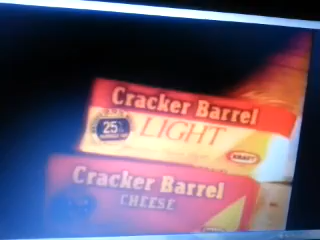 Cracker Barrel
25%
LIGHT
KRAFT
Cracker Barrel
CHEESE